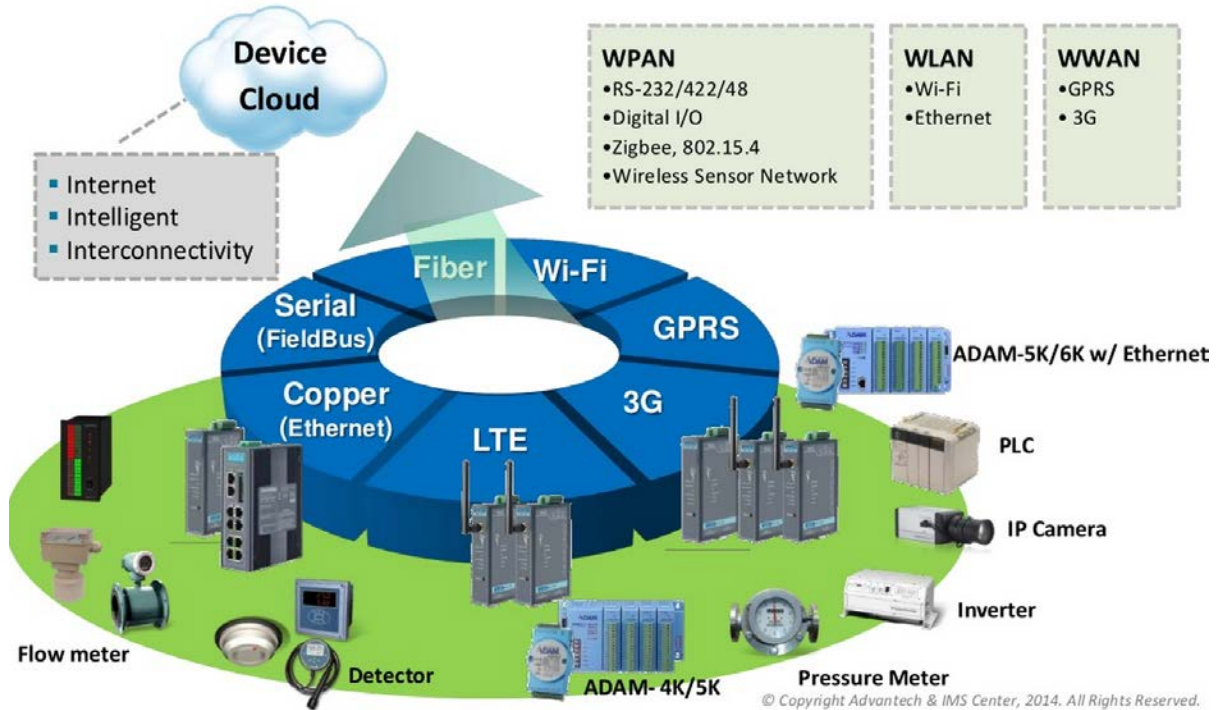 Device
Cloud
▪ Internet
▪ Intelligent
▪ Interconnectivity
WPAN
•RS-232/422/48
•Digital I/O
•Zigbee, 802.15.4
•Wireless Sensor Network
WLAN
•Wi-Fi
•Ethernet
WWAN
•GPRS
• 3G
Fiber
Wi-Fi
Serial
(FieldBus)
GPRS
Copper
(Ethernet)
3G
LTE
ADAM-5K/6K w/ Ethernet
PLC
IP Camera
Inverter
Pressure Meter
ADAM- 4K/5K
Detector
Flow meter
ADAM
ADAM
© Copyright Advantech & IMS Center, 2014. All Rights Reserved.